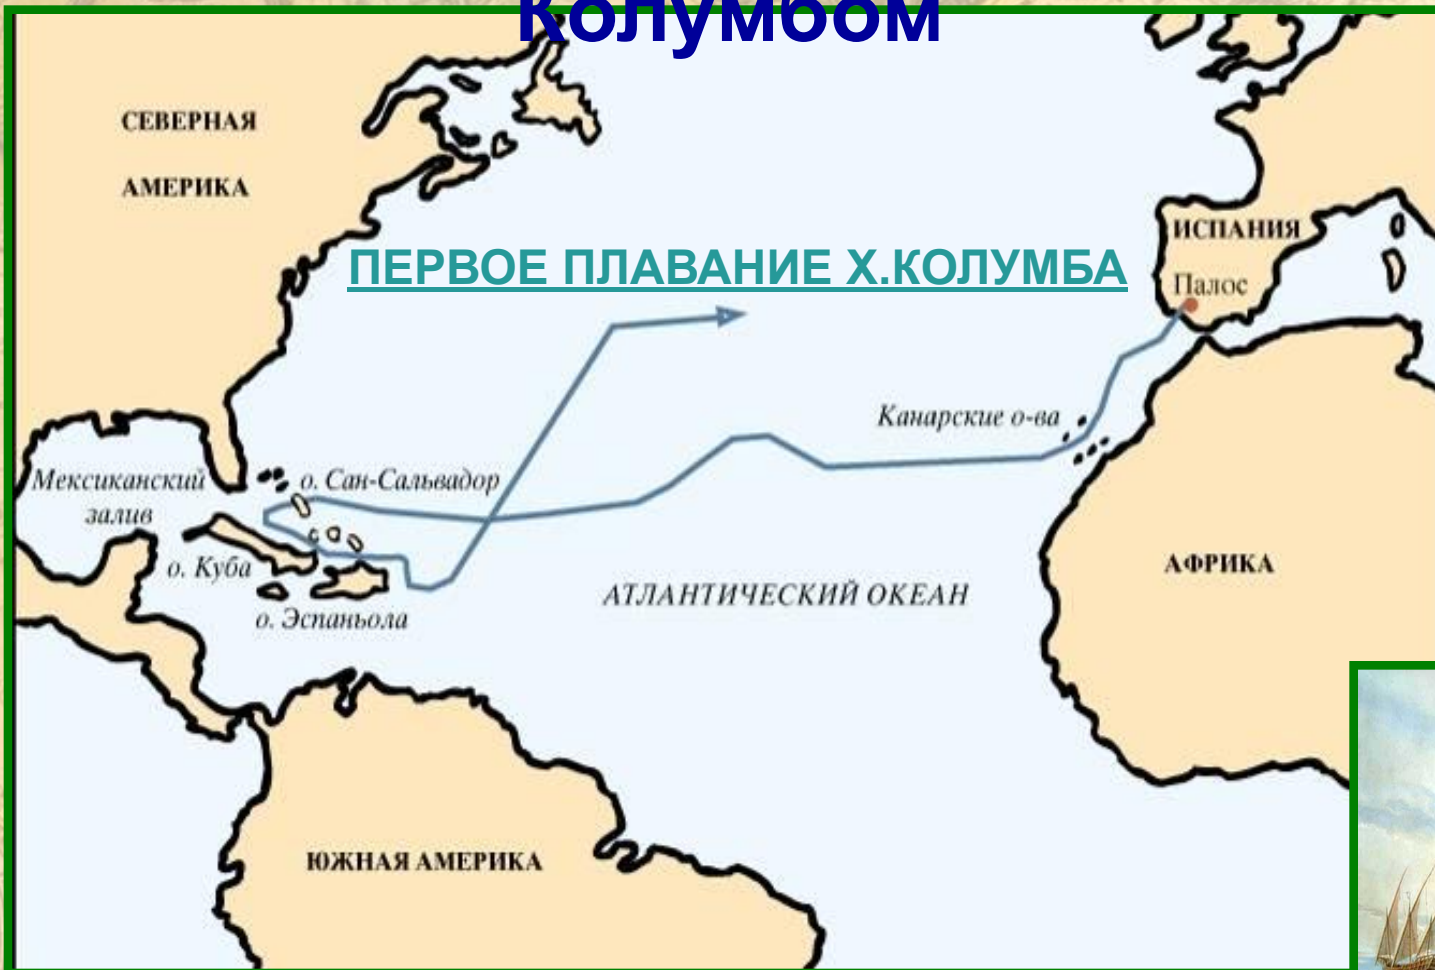 Колумбом
СЕВЕРНАЯ
АМЕРИКА
ПЕРВОЕ ПЛАВАНИЕ Х.КОЛУМБА
ИСПАНИЯ
Палос
Канарские о-ва
Мексиканский
залив
о. Сан-Сальвадор
о. Куба
о. Эспаньола
АТЛАНТИЧЕСКИЙ ОКЕАН
АФРИКА
ЮЖНАЯ АМЕРИКА